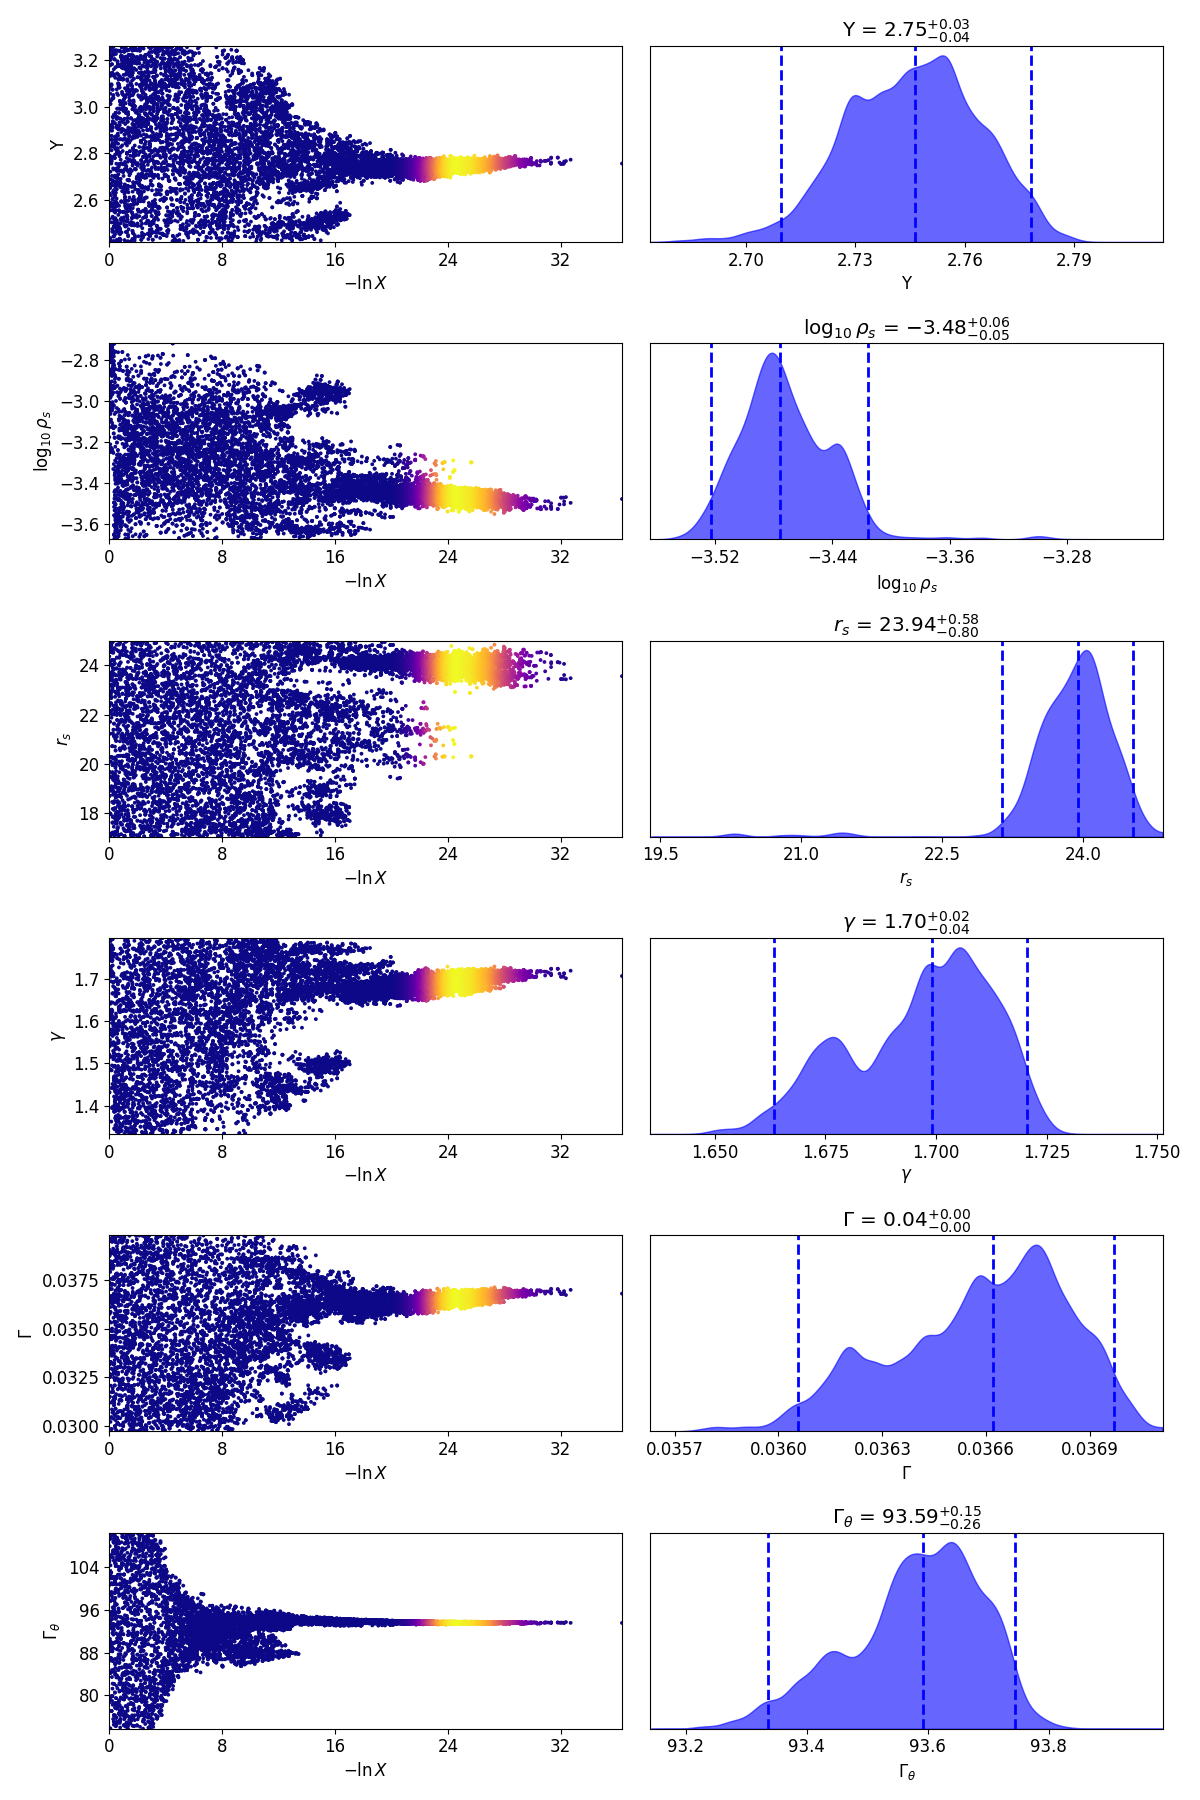 Υ = 2.75+0.03−0.04
3.2
3.0
2.8
2.6
Υ
0 8 16 24 32
−ln X
2.70 2.73 2.76 2.79
Υ
log10 ρs = −3.48+0.06−0.05
−2.8
−3.0
−3.2
−3.4
−3.6
log10 ρs
0 8 16 24 32
−ln X
−3.52 −3.44 −3.36 −3.28
log10 ρs
rs = 23.94+0.58−0.80
24
22
20
18
rs
0 8 16 24 32
−ln X
19.5 21.0 22.5 24.0
rs
γ = 1.70+0.02−0.04
1.7
1.6
1.5
1.4
γ
0 8 16 24 32
−ln X
1.650 1.675 1.700 1.725 1.750
γ
Γ = 0.04+0.00−0.00
0.0375
0.0350
0.0325
0.0300
Γ
0 8 16 24 32
−ln X
0.0357 0.0360 0.0363 0.0366 0.0369
Γ
Γθ = 93.59+0.15−0.26
104
96
88
80
Γθ
0 8 16 24 32
−ln X
93.2 93.4 93.6 93.8
Γθ